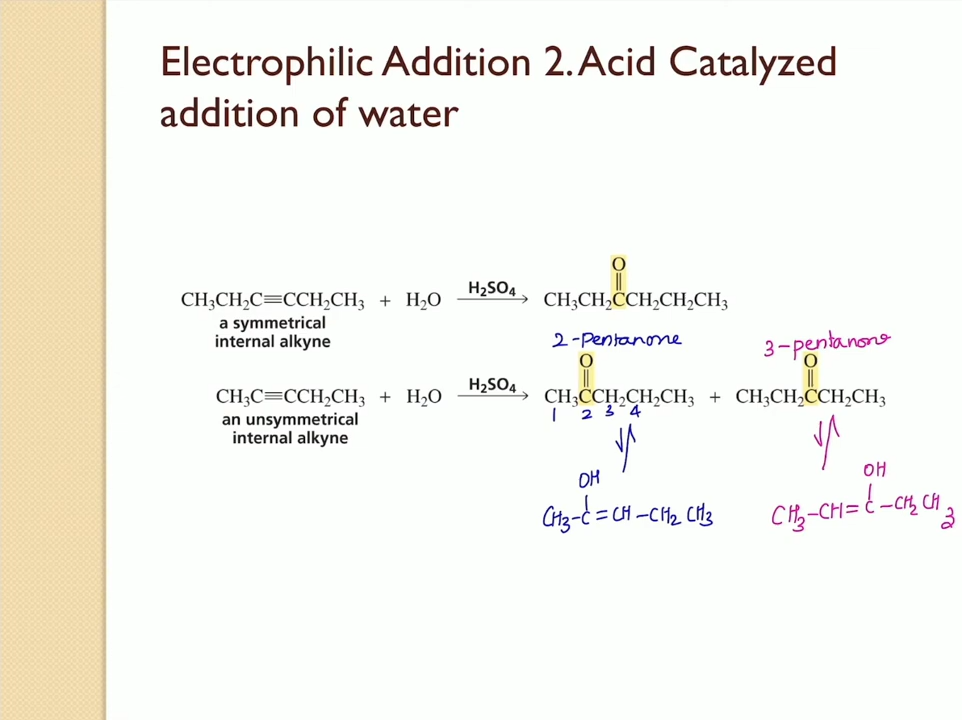 Electrophilic Addition 2. Acid Catalyzed
addition of water
O
CH₃CH₂C≡CCH₂CH₃ + H₂O H₂SO₄ → CH₃CH₂CCH₂CH₂CH₃
a symmetrical
internal alkyne
2-Pentanone 3-pentanone
O O
CH₃C≡CCH₂CH₃ + H₂O H₂SO₄ → CH₃CCH₂CH₂CH₃ + CH₃CH₂CCH₂CH₃
1 2 3 4
an unsymmetrical
internal alkyne
OH OH
CH₃-C=CH-CH₂CH₃ CH₃-CH=C-CH₂CH₃